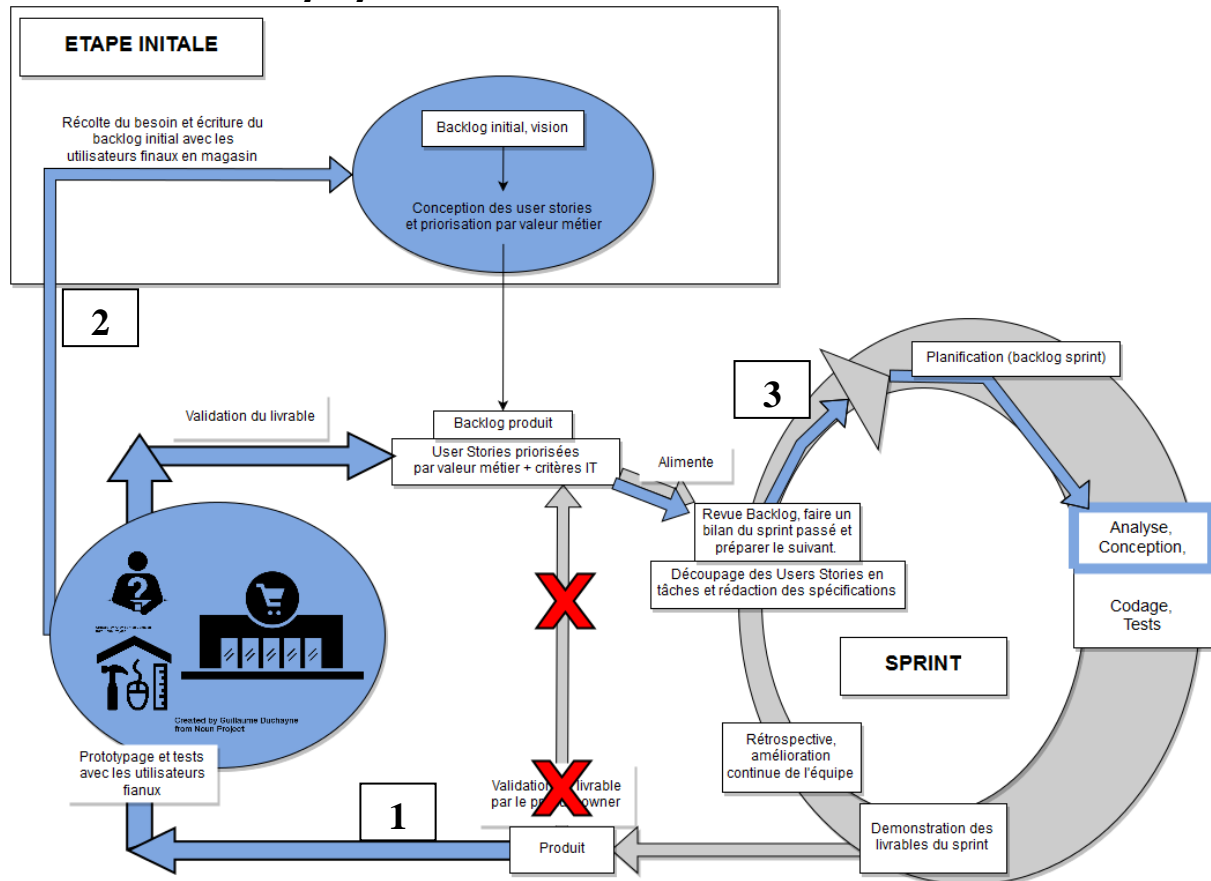 ETAPE INITALE
Récolte du besoin et écriture du
backlog initial avec les
utilisateurs finaux en magasin
Backlog initial, vision
Conception des user stories
et priorisation par valeur métier
2
Validation du livrable
Backlog produit
User Stories priorisées
par valeur métier + critères IT
Alimente
3
Planification (backlog sprint)
Revue Backlog, faire un
bilan du sprint passé et
préparer le suivant.
Découpage des Users Stories en
tâches et rédaction des spécifications
Analyse,
Conception,
Codage,
Tests
SPRINT
Rétrospective,
amélioration
continue de l'équipe
Demonstration des
livrables du sprint
Created by Guillaume Duchayne
from Noun Project
Prototypage et tests
avec les utilisateurs
fianux
1
Validation livrable
par le owner
Produit